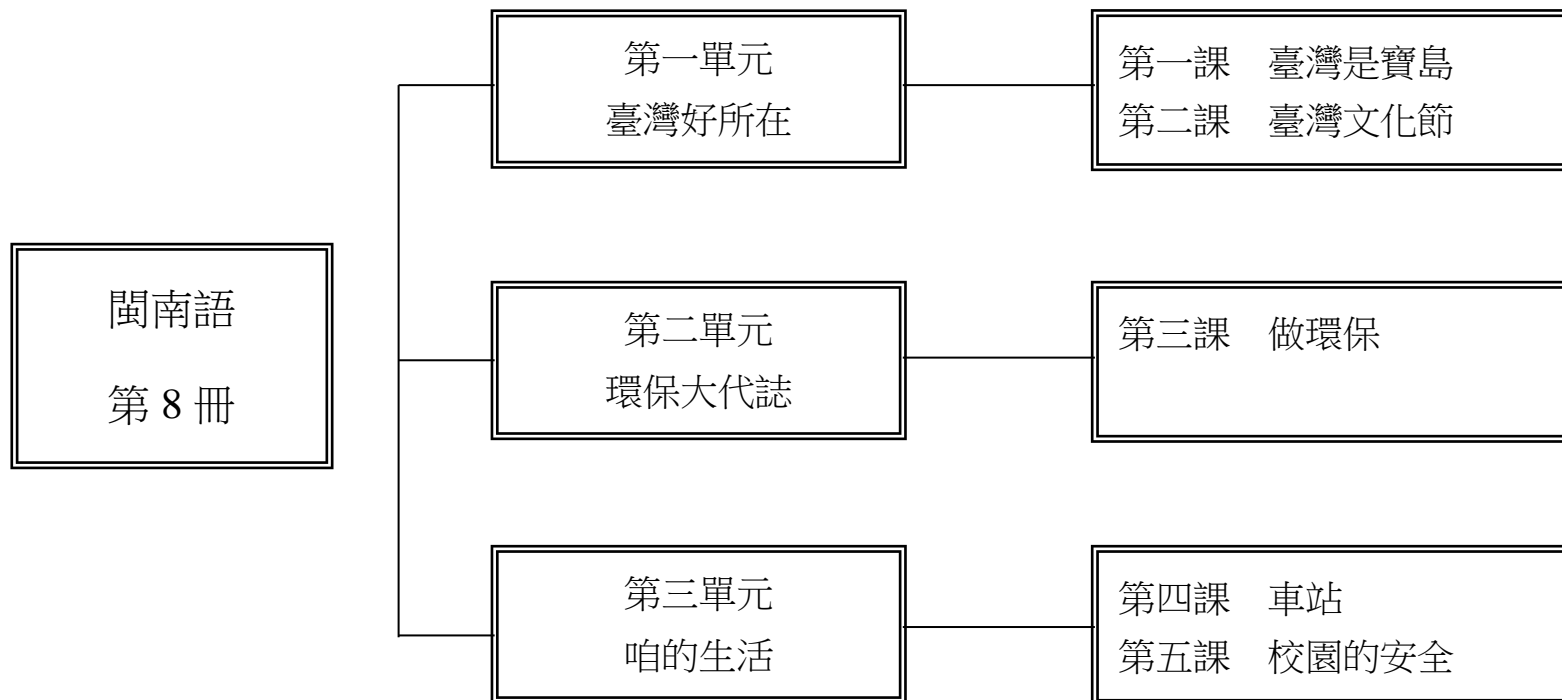 閩南語
第 8 冊
第一單元
臺灣好所在
第一課　臺灣是寶島
第二課　臺灣文化節
第二單元
環保大代誌
第三課　做環保
第三單元
咱的生活
第四課　車站
第五課　校園的安全